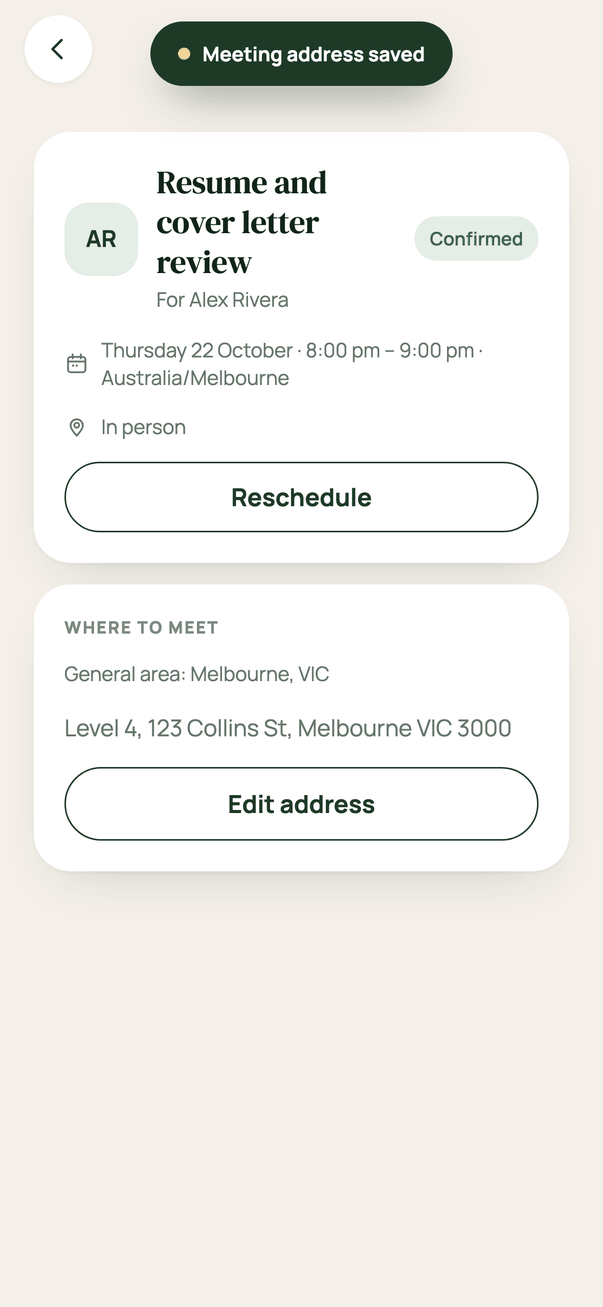 Meeting address saved
AR
Resume and
cover letter
review
For Alex Rivera
Confirmed
Thursday 22 October · 8:00 pm – 9:00 pm ·
Australia/Melbourne
In person
Reschedule
WHERE TO MEET
General area: Melbourne, VIC
Level 4, 123 Collins St, Melbourne VIC 3000
Edit address